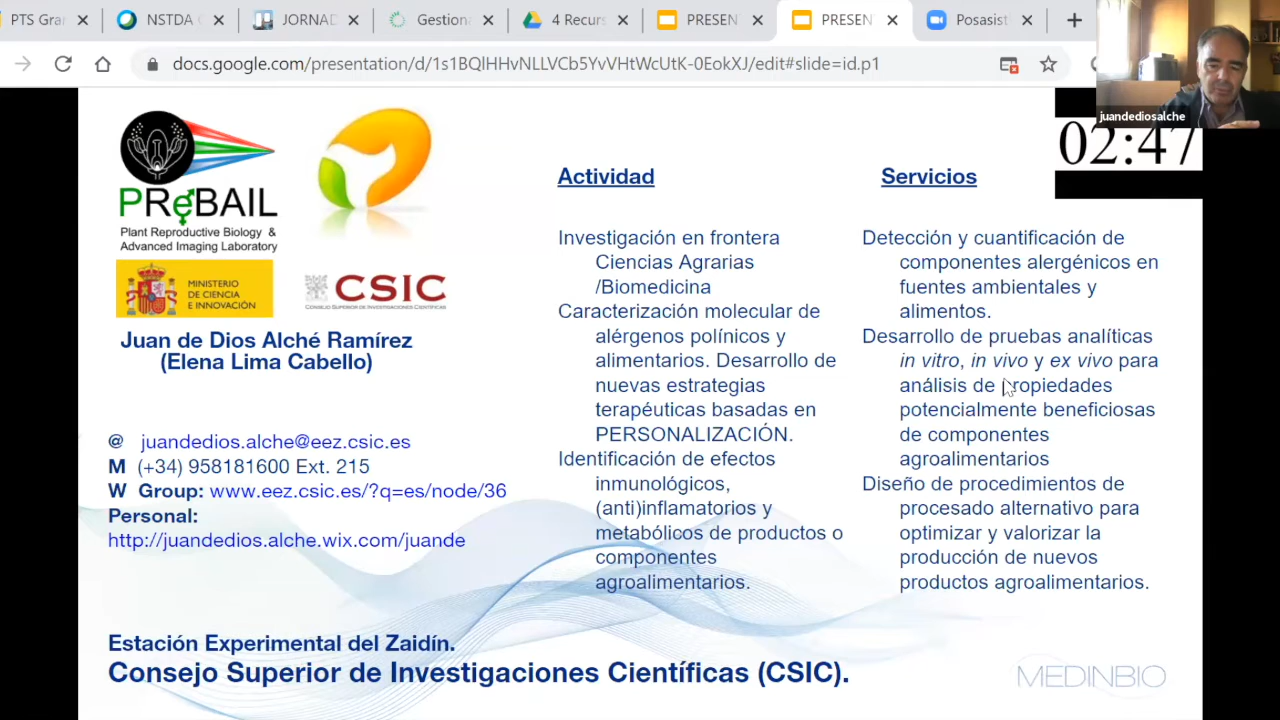 PTS Gran
NSTDA
JORNAD
Gestiona
4 Recurs
PRESEN
PRESEN
Posasist
docs.google.com/presentation/d/1s1BQlHHvNLLVCb5YvVHtWcUtK-0EokXJ/edit#slide=id.p1
juandediosalche
02:47
PReBAIL
Plant Reproductive Biology &
Advanced Imaging Laboratory
MINISTERIO
DE CIENCIA
E INNOVACIÓN
CSIC
CONSEJO SUPERIOR DE INVESTIGACIONES CIENTÍFICAS
Juan de Dios Alché Ramírez
(Elena Lima Cabello)
@ juandedios.alche@eez.csic.es
M (+34) 958181600 Ext. 215
W Group: www.eez.csic.es/?q=es/node/36
Personal:
http://juandedios.alche.wix.com/juande
Actividad
Investigación en frontera
Ciencias Agrarias
/Biomedicina
Caracterización molecular de
alérgenos polínicos y
alimentarios. Desarrollo de
nuevas estrategias
terapéuticas basadas en
PERSONALIZACIÓN.
Identificación de efectos
inmunológicos,
(anti)inflamatorios y
metabólicos de productos o
componentes
agroalimentarios.
Servicios
Detección y cuantificación de
componentes alergénicos en
fuentes ambientales y
alimentos.
Desarrollo de pruebas analíticas
in vitro, in vivo y ex vivo para
análisis de propiedades
potencialmente beneficiosas
de componentes
agroalimentarios
Diseño de procedimientos de
procesado alternativo para
optimizar y valorizar la
producción de nuevos
productos agroalimentarios.
Estación Experimental del Zaidín.
Consejo Superior de Investigaciones Científicas (CSIC).
MEDINBIO